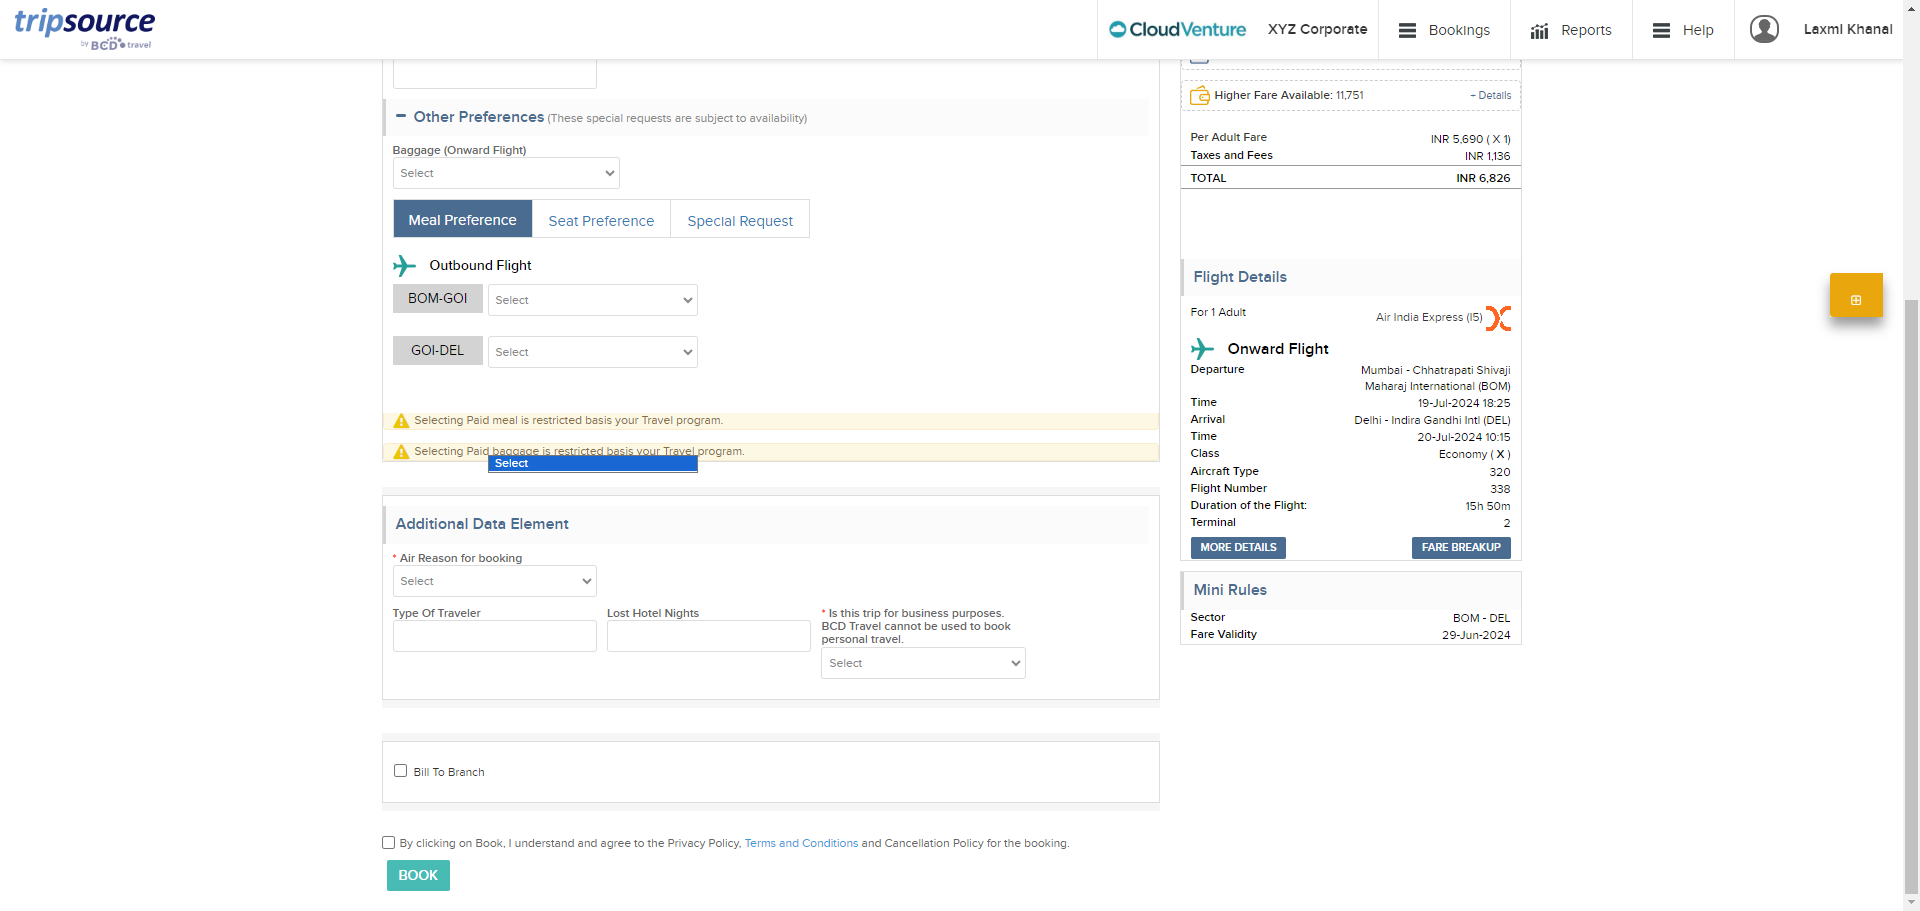 tripsource
by BCD travel
CloudVenture
XYZ Corporate
Bookings
Reports
Help
Laxmi Khanal
Other Preferences (These special requests are subject to availability)
Baggage (Onward Flight)
Select
Meal Preference
Seat Preference
Special Request
Outbound Flight
BOM-GOI
Select
GOI-DEL
Select
Selecting Paid meal is restricted basis your Travel program.
Selecting Paid baggage is restricted basis your Travel program.
Select
Additional Data Element
* Air Reason for booking
Select
Type Of Traveler
Lost Hotel Nights
* Is this trip for business purposes.
BCD Travel cannot be used to book
personal travel.
Select
Bill To Branch
By clicking on Book, I understand and agree to the Privacy Policy, Terms and Conditions and Cancellation Policy for the booking.
BOOK
Higher Fare Available: 11,751
+ Details
Per Adult Fare
INR 5,690 ( X 1)
Taxes and Fees
INR 1,136
TOTAL
INR 6,826
Flight Details
For 1 Adult
Air India Express (I5)
Onward Flight
Departure
Mumbai - Chhatrapati Shivaji
Maharaj International (BOM)
Time
19-Jul-2024 18:25
Arrival
Delhi - Indira Gandhi Intl (DEL)
Time
20-Jul-2024 10:15
Class
Economy ( X )
Aircraft Type
320
Flight Number
338
Duration of the Flight:
15h 50m
Terminal
2
MORE DETAILS
FARE BREAKUP
Mini Rules
Sector
BOM - DEL
Fare Validity
29-Jun-2024